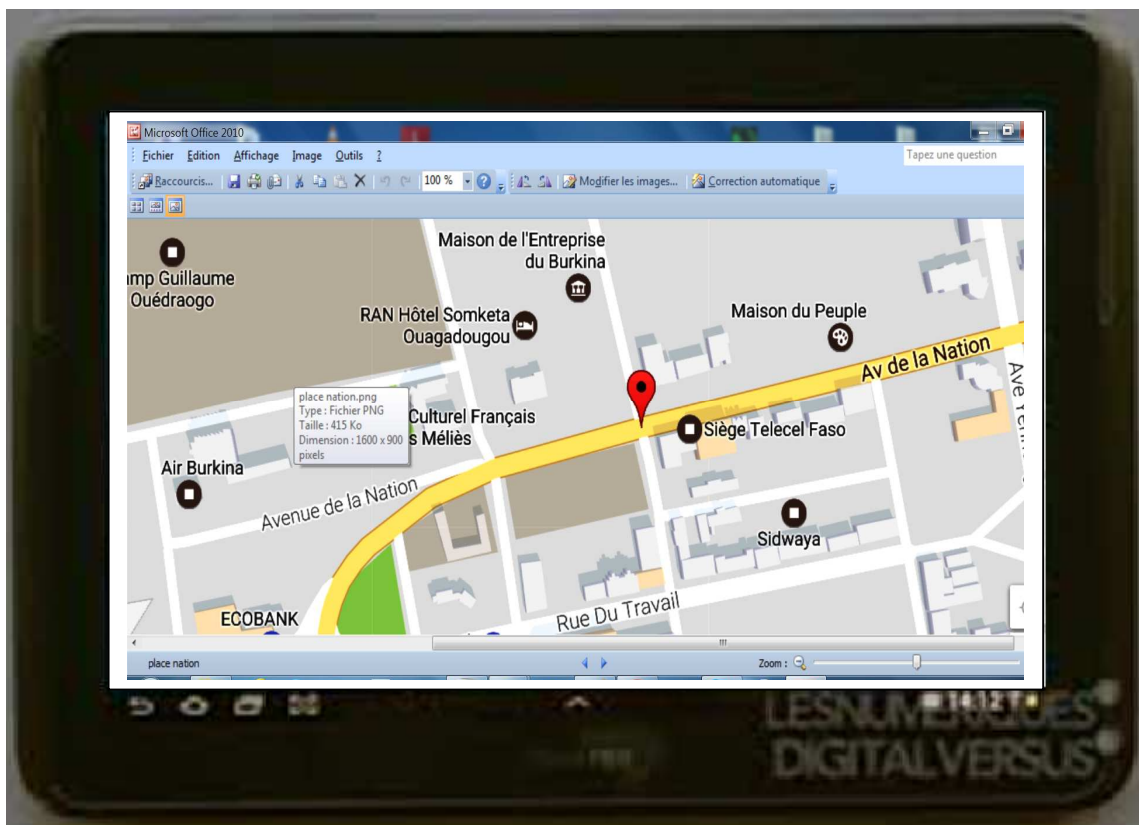 Microsoft Office 2010
Fichier Edition Affichage Image Outils ?
Tapez une question
Raccourcis... 100 % Modifier les images... Correction automatique
Maison de l'Entreprise
du Burkina
mp Guillaume
Ouédraogo
RAN Hôtel Somketa
Ouagadougou
Maison du Peuple
Av de la Nation
place nation.png
Type : Fichier PNG
Taille : 415 Ko
Dimension : 1600 x 900
pixels
Culturel Français
s Méliès
Siège Telecel Faso
Air Burkina
Avenue de la Nation
Sidwaya
ECOBANK
Rue Du Travail
place nation
Zoom :
14:12
LESNUMERIQUES
DIGITALVERSUS